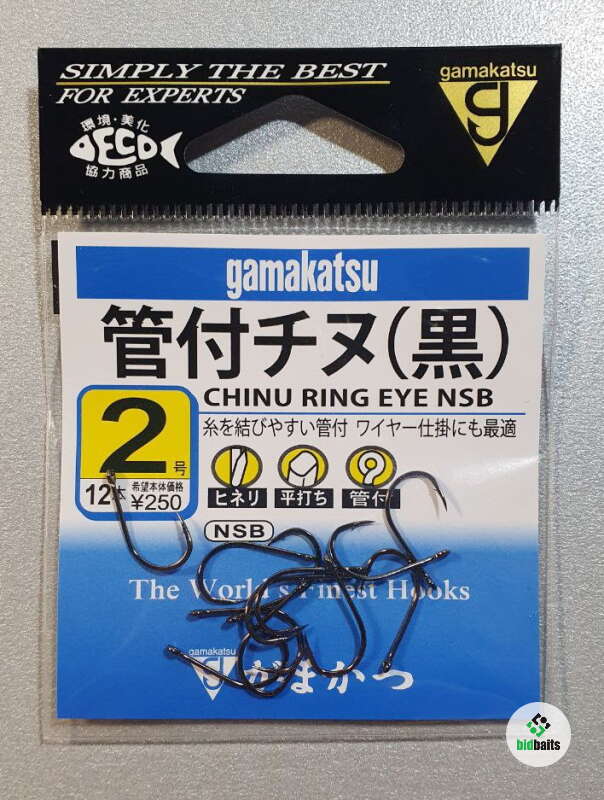 SIMPLY THE BEST
FOR EXPERTS
gamakatsu
g
環境・美化
ECO
協力商品
gamakatsu
管付チヌ(黒)
CHINU RING EYE NSB
糸を結びやすい管付 ワイヤー仕掛にも最適
2号
12本 希望本体価格 ¥250
ヒネリ 平打ち 管付
NSB
The World's Finest Hooks
gamakatsu
g がまかつ
bidbaits